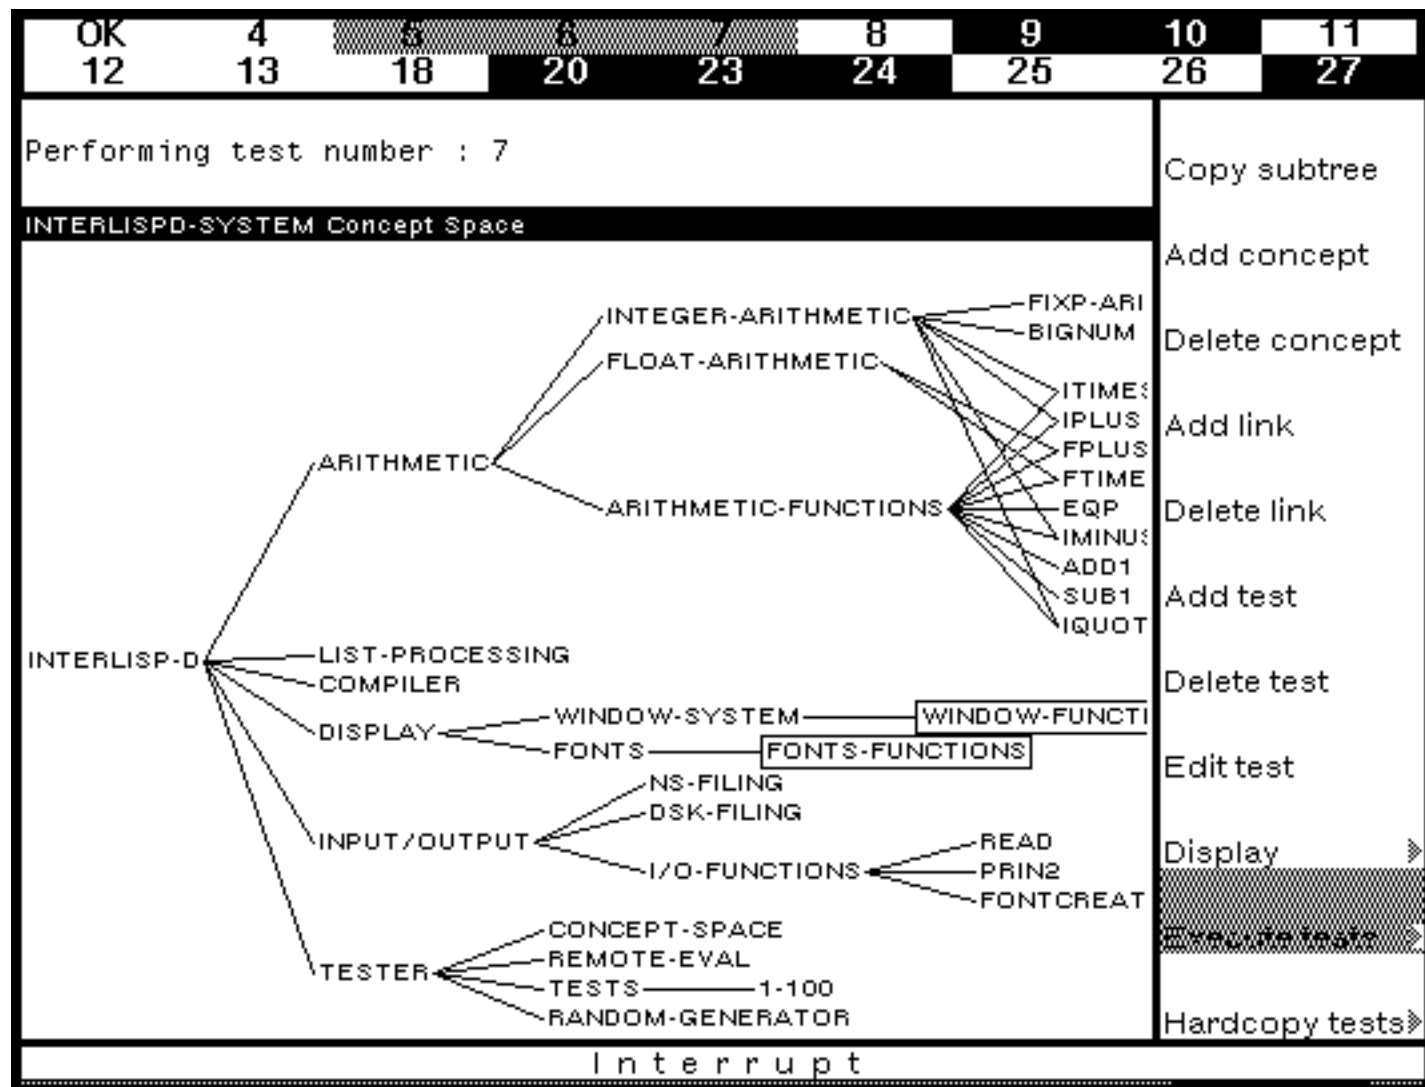 OK 4 5 6 7 8 9 10 11
12 13 18 20 23 24 25 26 27
Performing test number : 7
INTERLISPD-SYSTEM Concept Space
Copy subtree
Add concept
Delete concept
Add link
Delete link
Add test
Delete test
Edit test
Display
Execute tests
Hardcopy tests
FIXP-ARI
INTEGER-ARITHMETIC
BIGNUM
FLOAT-ARITHMETIC
ITIMES
IPLUS
FPLUS
ARITHMETIC
FTIME
ARITHMETIC-FUNCTIONS
EQP
IMINUS
ADD1
SUB1
IQUOT
INTERLISP-D
LIST-PROCESSING
COMPILER
WINDOW-SYSTEM
WINDOW-FUNCTI
DISPLAY
FONTS
FONTS-FUNCTIONS
NS-FILING
DSK-FILING
INPUT/OUTPUT
READ
I/O-FUNCTIONS
PRIN2
FONTCREAT
CONCEPT-SPACE
REMOTE-EVAL
TESTER
TESTS
1-100
RANDOM-GENERATOR
Interrupt